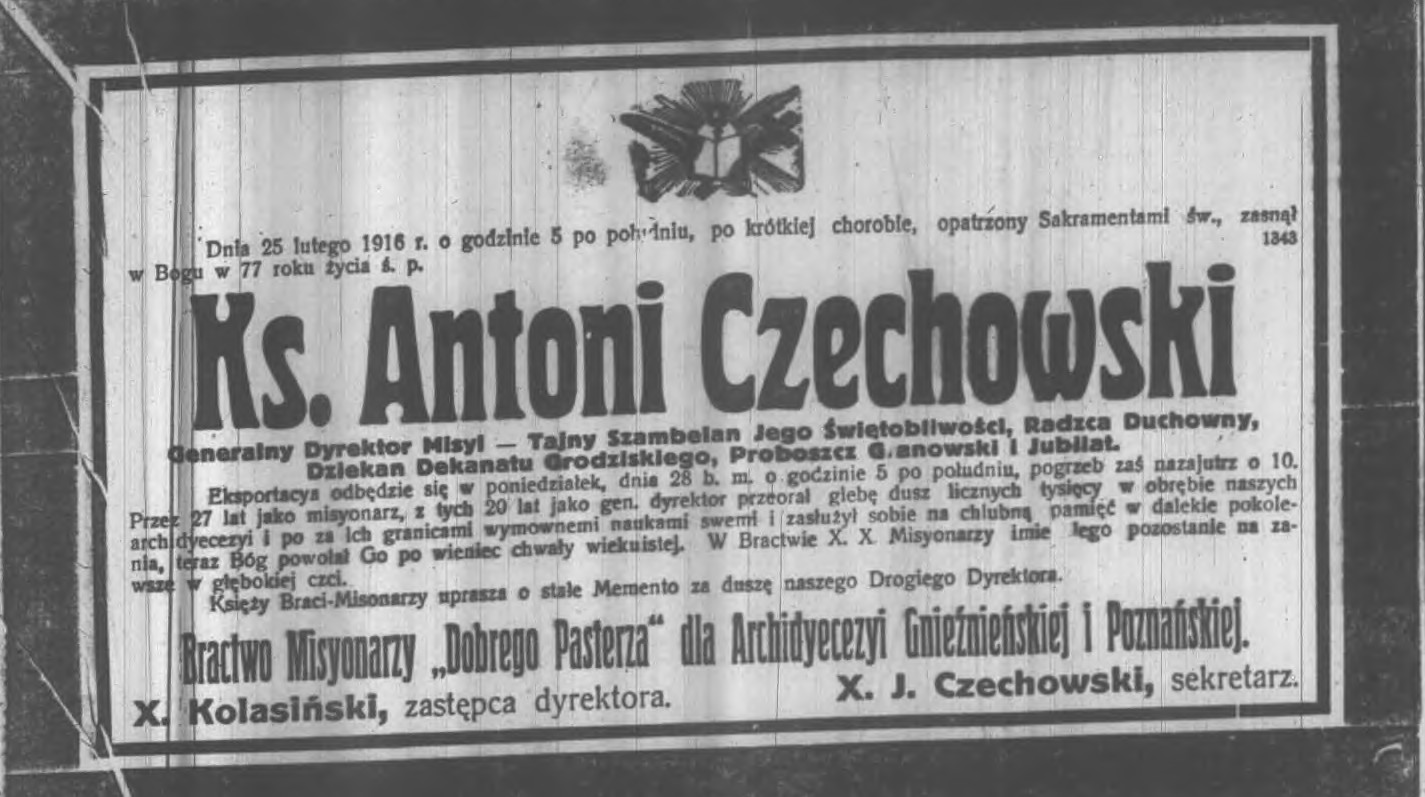 Dnia 25 lutego 1916 r. o godzinie 5 po południu, po krótkiej chorobie, opatrzony Sakramentami św., zasnął
w Bogu w 77 roku życia ś. p.
1343
Ks. Antoni Czechowski
Generalny Dyrektor Misyi — Tajny Szambelan Jego Świętobliwości, Radzca Duchowny,
Dziekan Dekanatu Grodziskiego, Proboszcz i Jubilat.
Eksportacya odbędzie się w poniedziałek, dnia 28 b. m. o godzinie 5 po południu, pogrzeb zaś nazajutrz o 10.
Przez 27 lat jako misyonarz, z tych 20 lat jako gen. dyrektor przeorał glebę dusz licznych tysięcy w obrębie naszych
archidyecezyi i po za ich granicami wymownemi naukami swemi i zasłużył sobie na chlubną pamięć w dalekie pokole-
nia, teraz Bóg powołał Go po wieniec chwały wiekuistej. W Bractwie X. X. Misyonarzy imie Jego pozostanie na za-
wsze w głębokiej czci.
Księży Braci-Misonarzy uprasza o stałe Memento za duszę naszego Drogiego Dyrektora.
Bractwo Misyonarzy „Dobrego Pasterza“ dla Archidyecezyi Gnieźnieńskiej i Poznańskiej.
X. Kolasiński, zastępca dyrektora.
X. J. Czechowski, sekretarz.